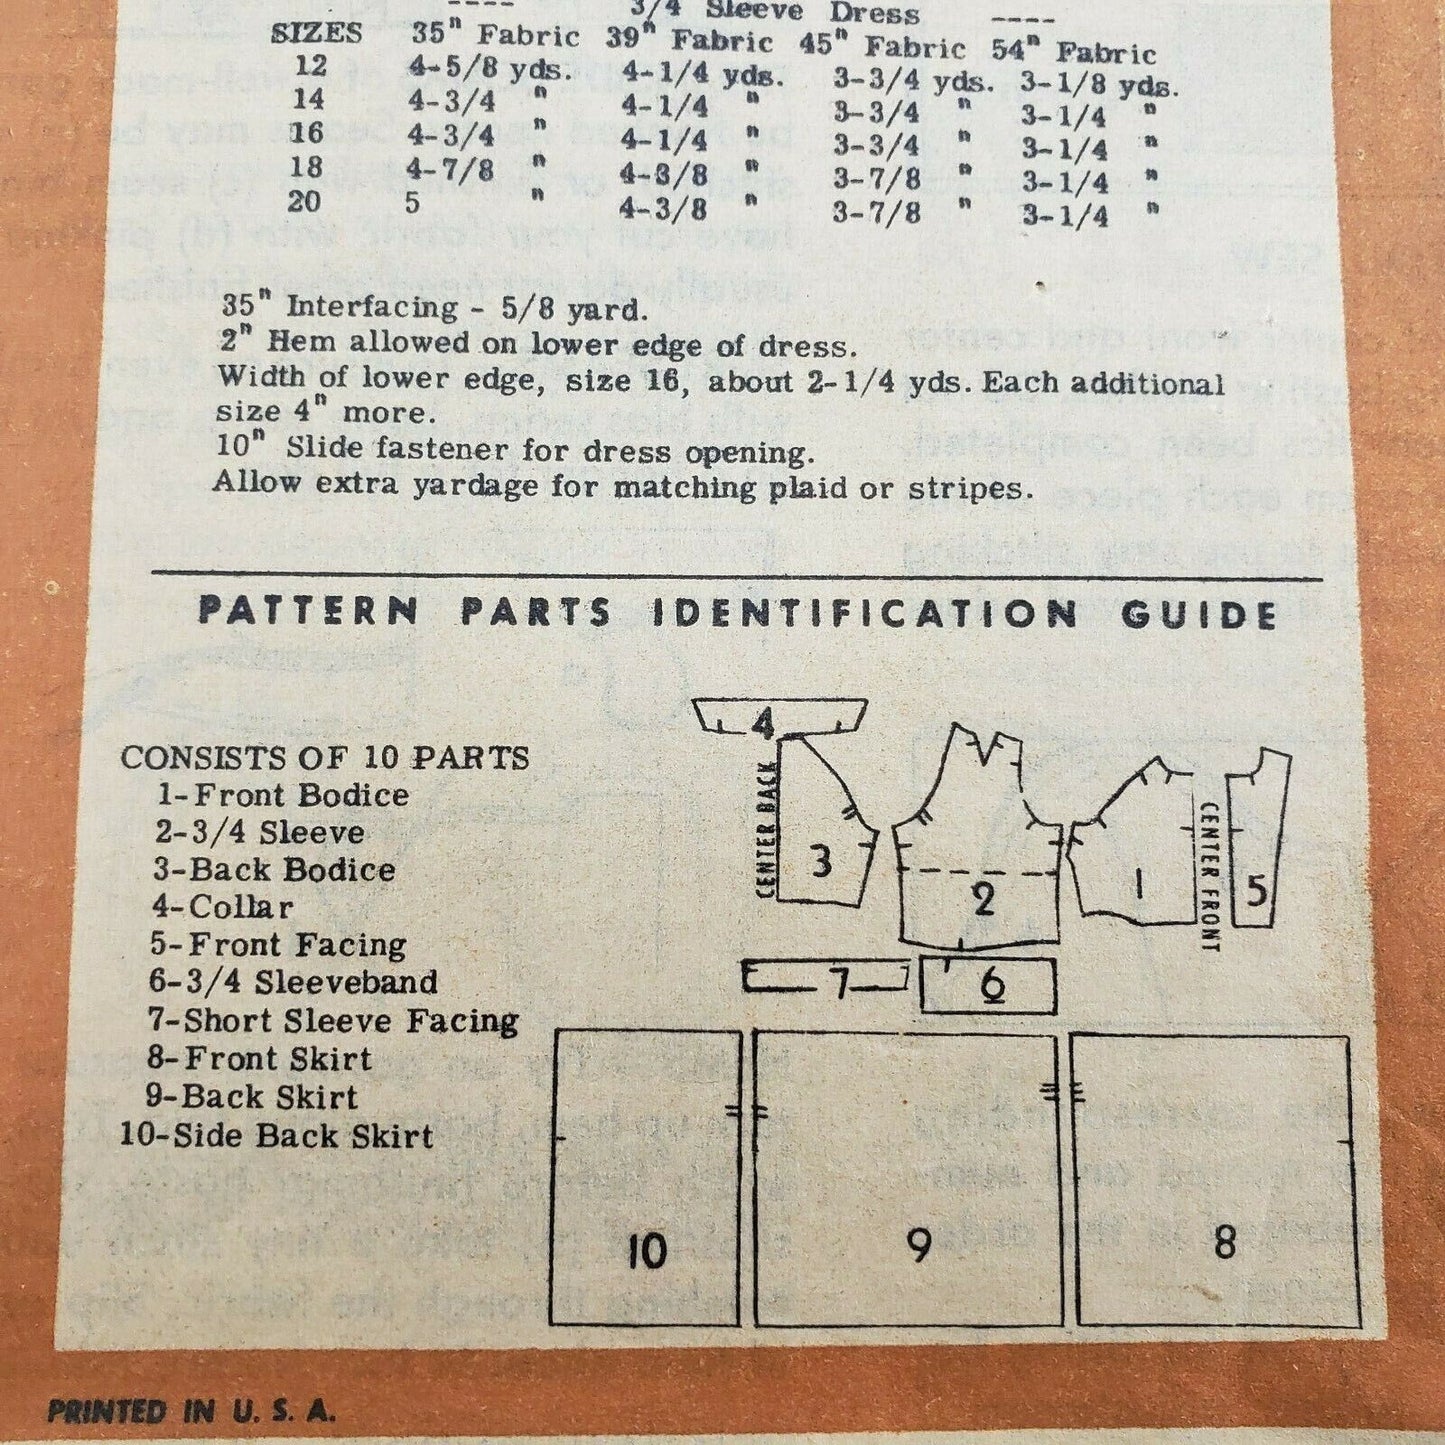 3/4 Sleeve Dress
SIZES 35" Fabric 39" Fabric 45" Fabric 54" Fabric
12 4-5/8 yds. 4-1/4 yds. 3-3/4 yds. 3-1/8 yds.
14 4-3/4 " 4-1/4 " 3-3/4 " 3-1/4 "
16 4-3/4 " 4-1/4 " 3-3/4 " 3-1/4 "
18 4-7/8 " 4-3/8 " 3-7/8 " 3-1/4 "
20 5 " 4-3/8 " 3-7/8 " 3-1/4 "
35" Interfacing - 5/8 yard.
2" Hem allowed on lower edge of dress.
Width of lower edge, size 16, about 2-1/4 yds. Each additional
size 4" more.
10" Slide fastener for dress opening.
Allow extra yardage for matching plaid or stripes.
PATTERN PARTS IDENTIFICATION GUIDE
CONSISTS OF 10 PARTS
1-Front Bodice
2-3/4 Sleeve
3-Back Bodice
4-Collar
5-Front Facing
6-3/4 Sleeveband
7-Short Sleeve Facing
8-Front Skirt
9-Back Skirt
10-Side Back Skirt
4
CENTER BACK
3
2
1
CENTER FRONT
5
7
6
10
9
8
PRINTED IN U. S. A.